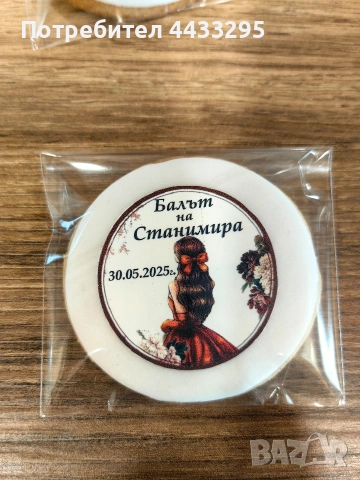 Потребител 4433295
Балът
на
Станимира
30.05.2025г.
BAZAR